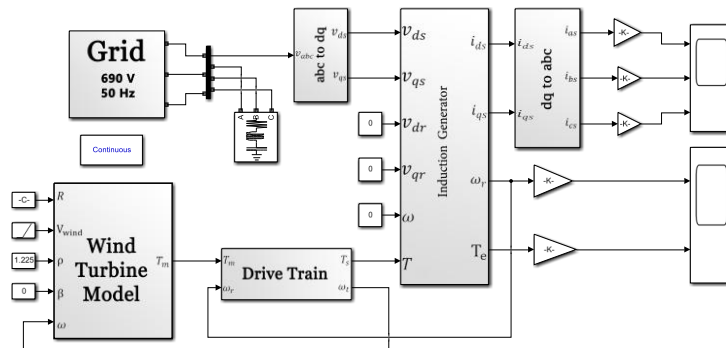 Grid
690 V
50 Hz
Continuous
A B C
v_abc
abc to dq
v_ds
v_qs
0
0
0
v_ds
v_qs
v_dr
v_qr
ω
T
Induction Generator
i_ds
i_qs
ω_r
T_e
i_ds
i_qs
dq to abc
i_as
i_bs
i_cs
-K-
-K-
-K-
-K-
-K-
-C-
1.225
0
R
V_wind
ρ
β
ω
Wind
Turbine
Model
T_m
T_m
ω_r
Drive Train
T_s
ω_t